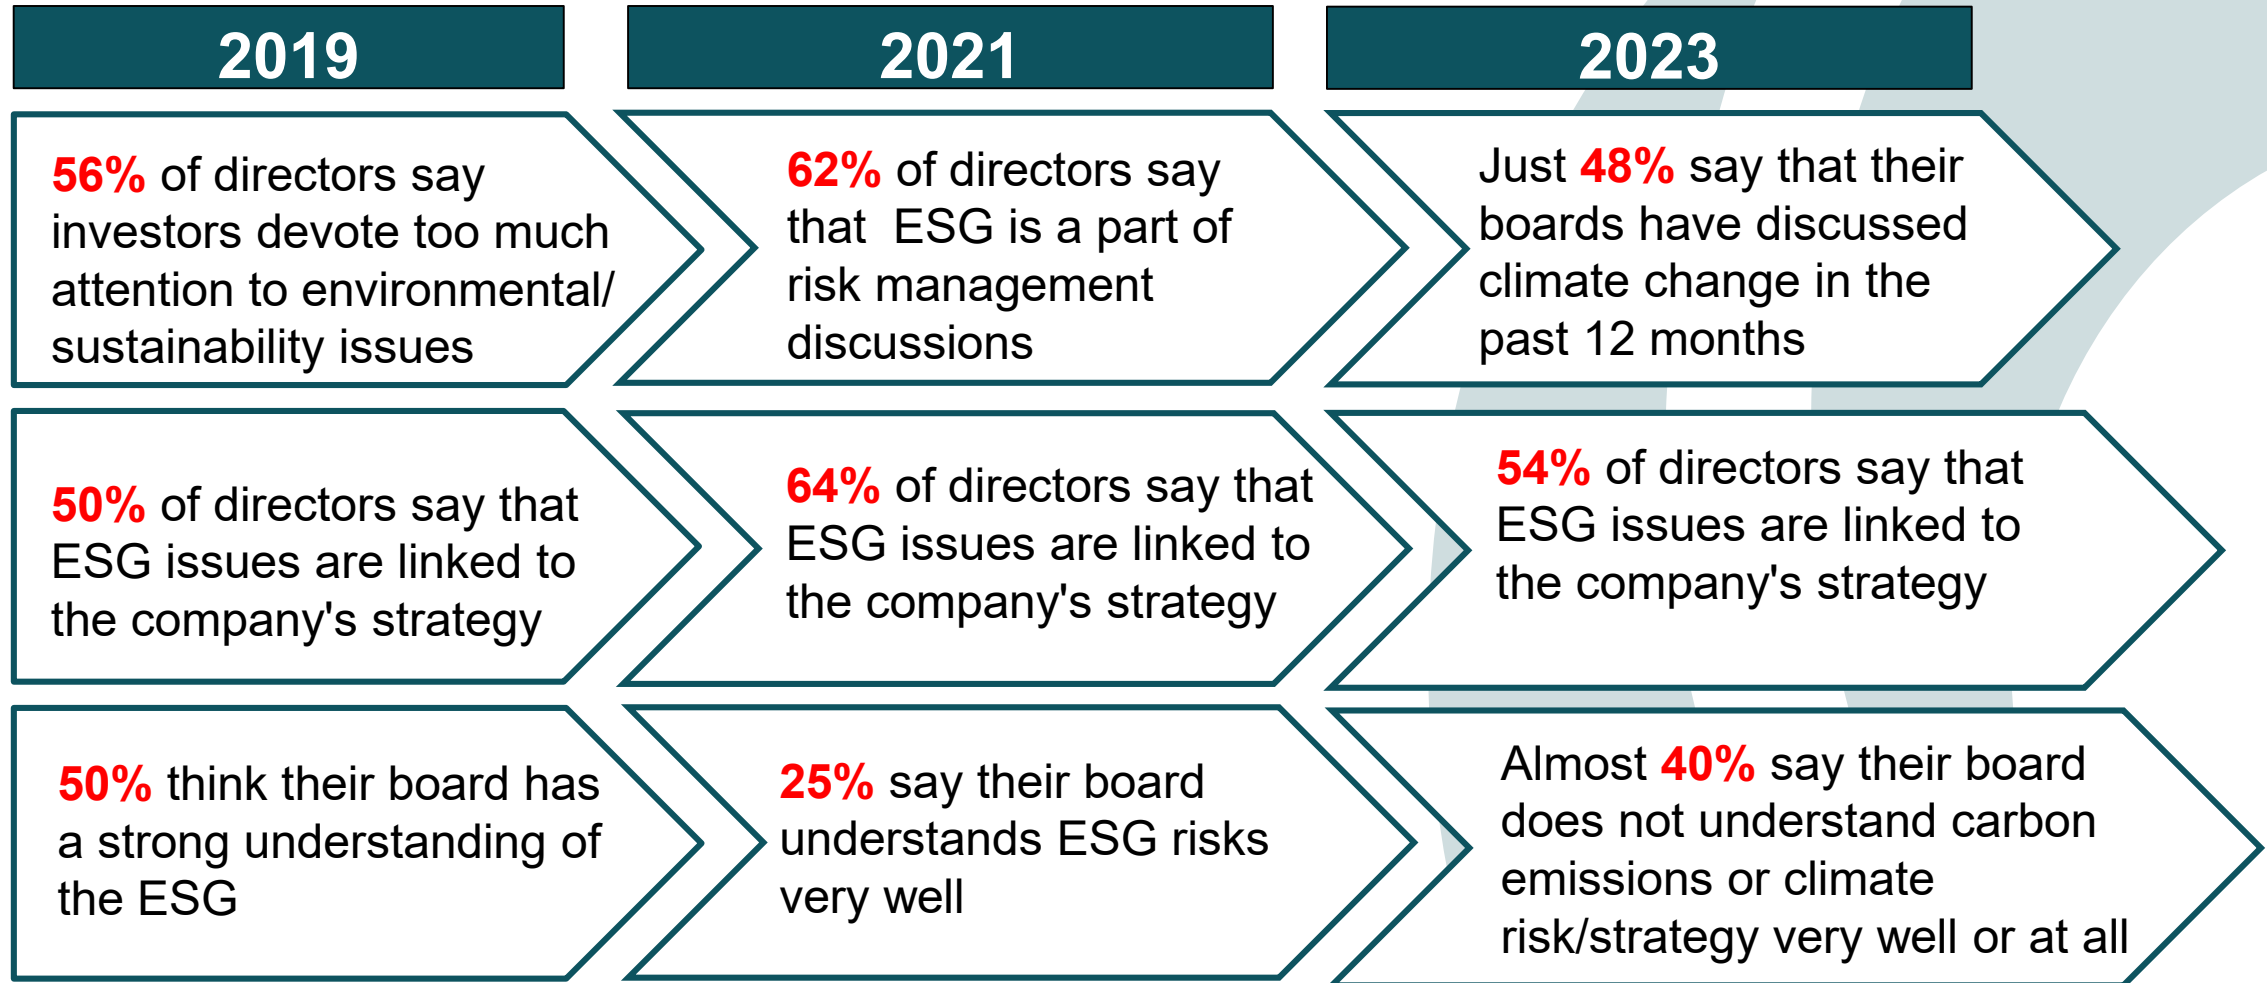 2019
2021
2023
56% of directors say
investors devote too much
attention to environmental/
sustainability issues
62% of directors say
that  ESG is a part of
risk management
discussions
Just 48% say that their
boards have discussed
climate change in the
past 12 months
50% of directors say that
ESG issues are linked to
the company's strategy
64% of directors say that
ESG issues are linked to
the company's strategy
54% of directors say that
ESG issues are linked to
the company's strategy
50% think their board has
a strong understanding of
the ESG
25% say their board
understands ESG risks
very well
Almost 40% say their board
does not understand carbon
emissions or climate
risk/strategy very well or at all